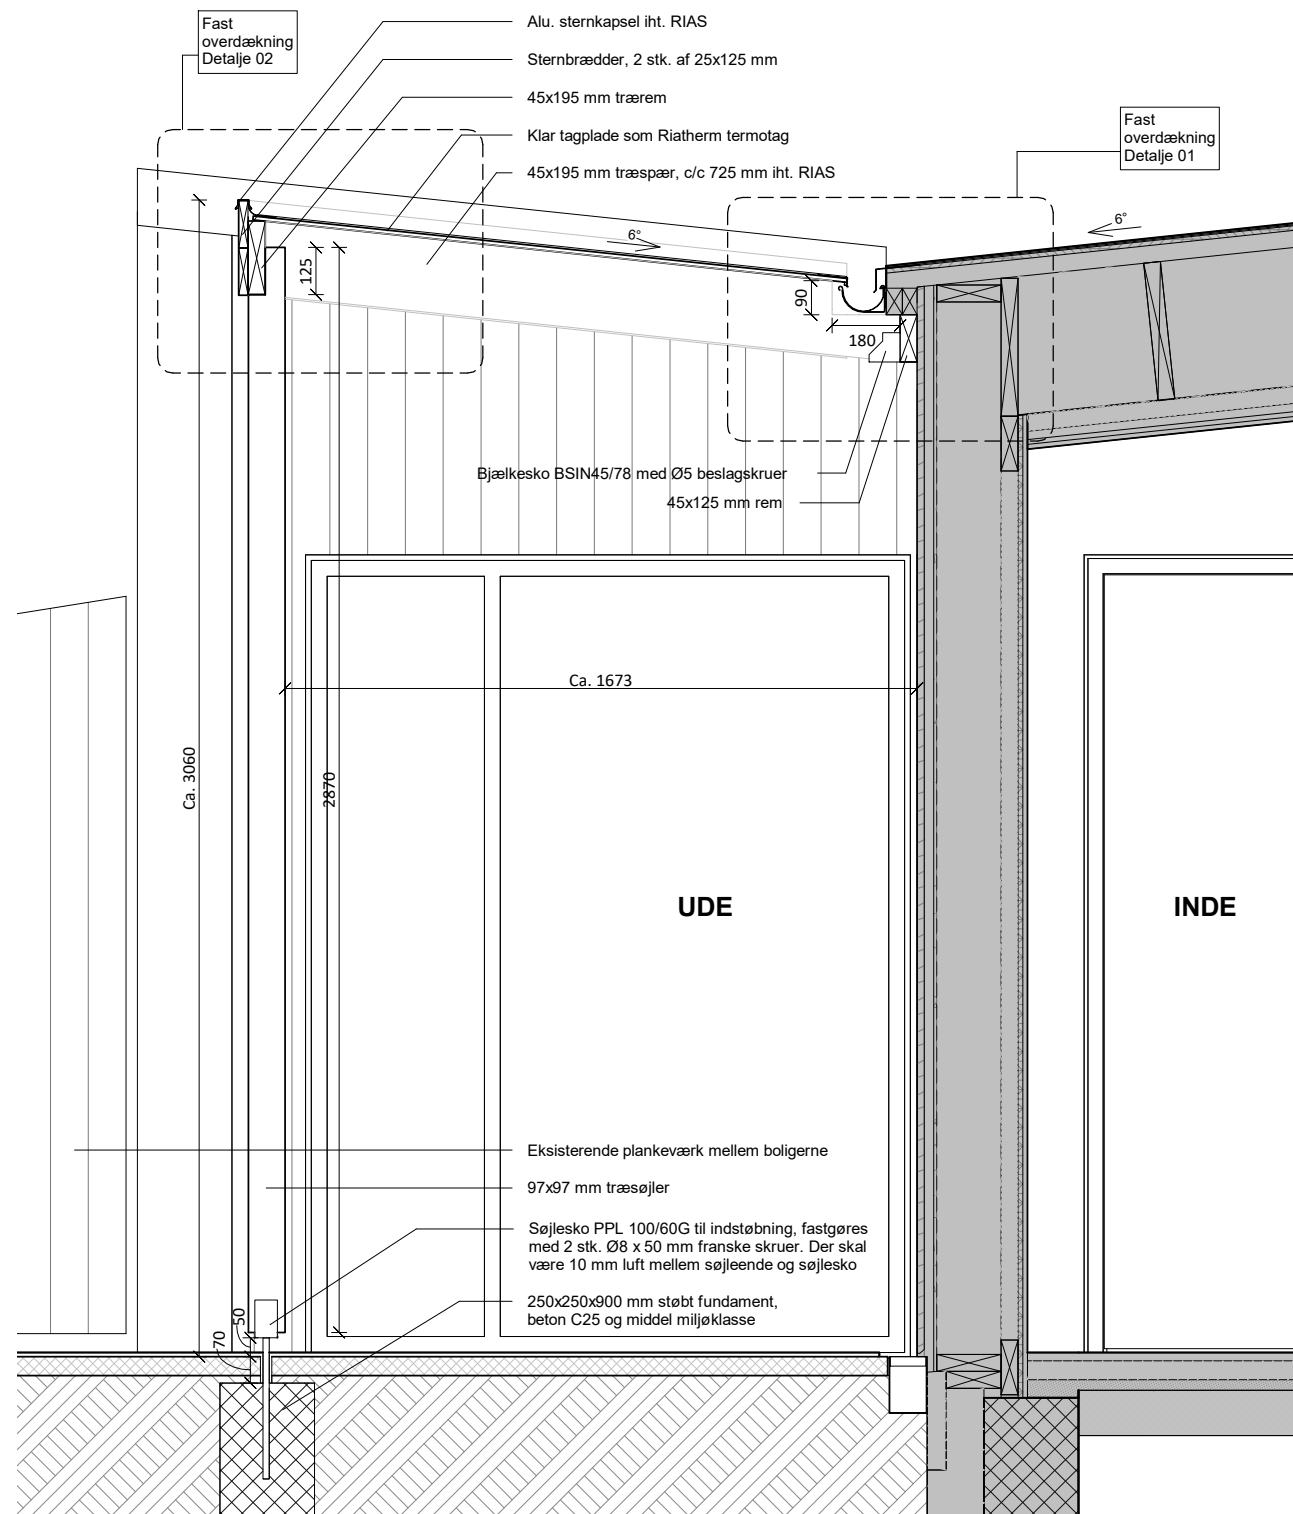 Fast
overdækning
Detalje 02
Alu. sternkapsel iht. RIAS
Sternbrædder, 2 stk. af 25x125 mm
45x195 mm trærem
Klar tagplade som Riatherm termotag
45x195 mm træspær, c/c 725 mm iht. RIAS
Fast
overdækning
Detalje 01
6°
6°
125
90
180
Bjælkesko BSIN45/78 med Ø5 beslagskruer
45x125 mm rem
Ca. 1673
Ca. 3060
2870
UDE
INDE
Eksisterende plankeværk mellem boligerne
97x97 mm træsøjler
Søjlesko PPL 100/60G til indstøbning, fastgøres
med 2 stk. Ø8 x 50 mm franske skruer. Der skal
være 10 mm luft mellem søjleende og søjlesko
250x250x900 mm støbt fundament,
beton C25 og middel miljøklasse
50
70